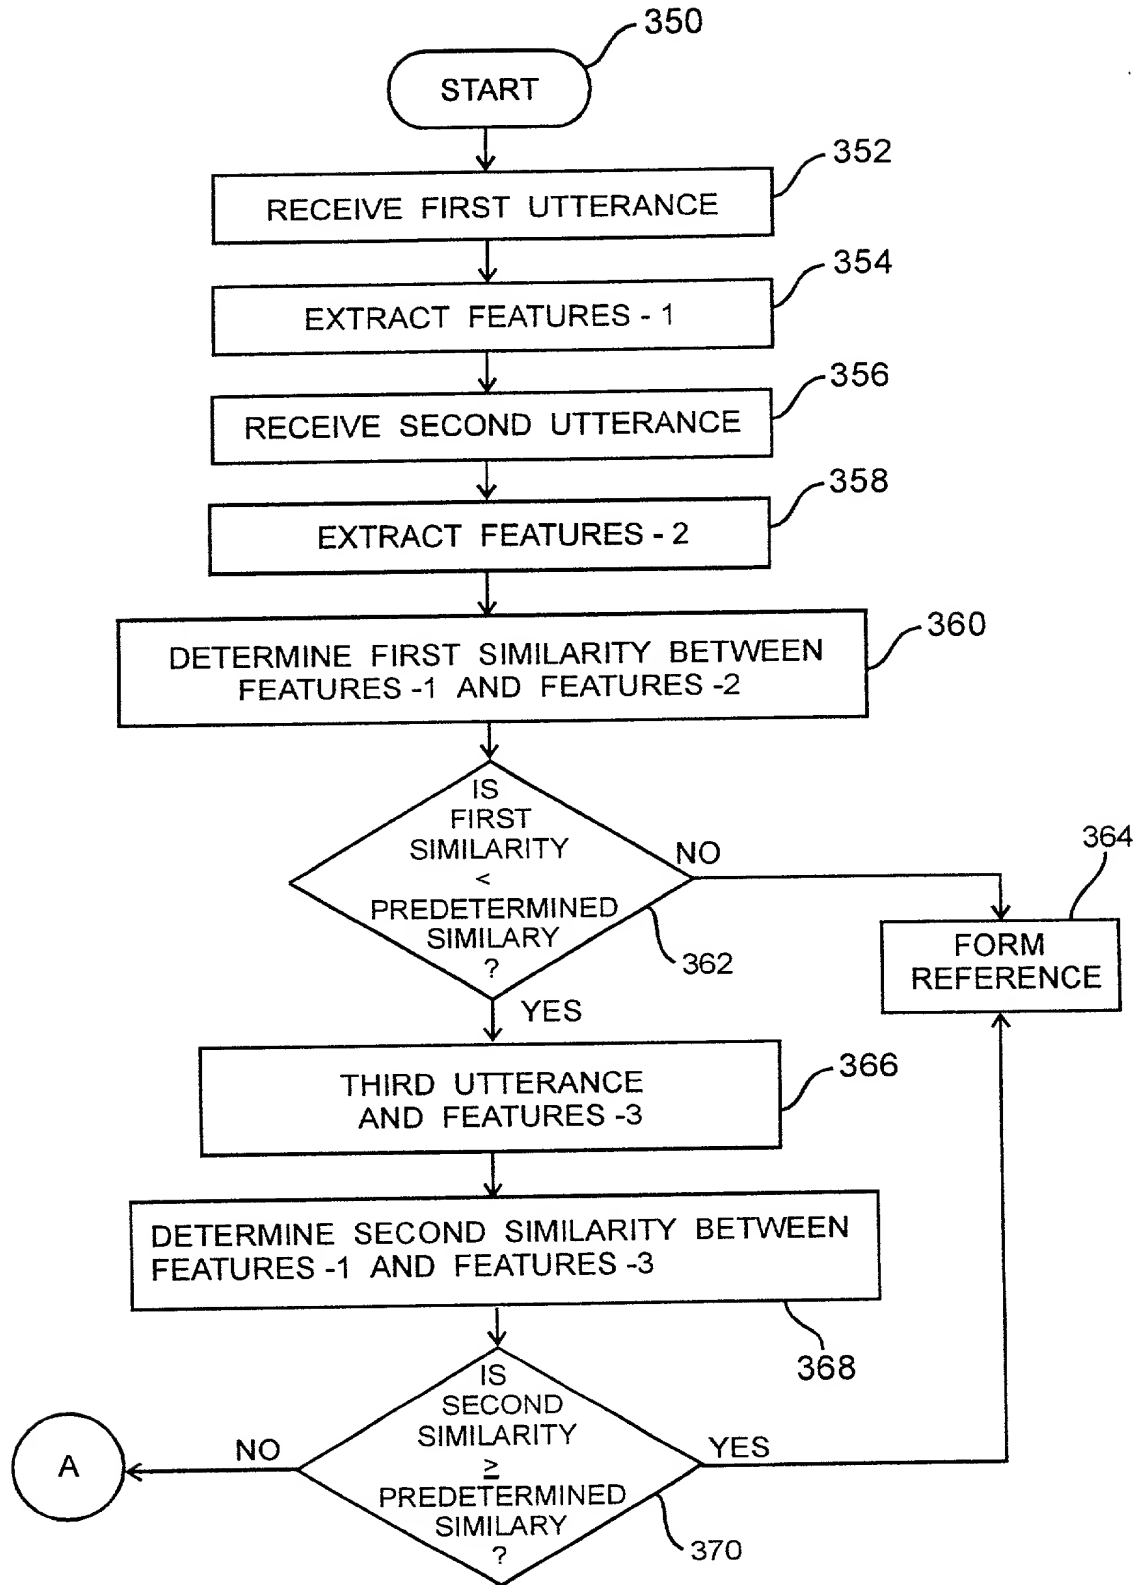 350
START
352
RECEIVE FIRST UTTERANCE
354
EXTRACT FEATURES - 1
356
RECEIVE SECOND UTTERANCE
358
EXTRACT FEATURES - 2
360
DETERMINE FIRST SIMILARITY BETWEEN
FEATURES -1 AND FEATURES -2
IS
FIRST
SIMILARITY
<
PREDETERMINED
SIMILARY
?
NO
362
YES
364
FORM
REFERENCE
366
THIRD UTTERANCE
AND FEATURES -3
DETERMINE SECOND SIMILARITY BETWEEN
FEATURES -1 AND FEATURES -3
368
IS
SECOND
SIMILARITY
≥
PREDETERMINED
SIMILARY
?
NO
A
YES
370